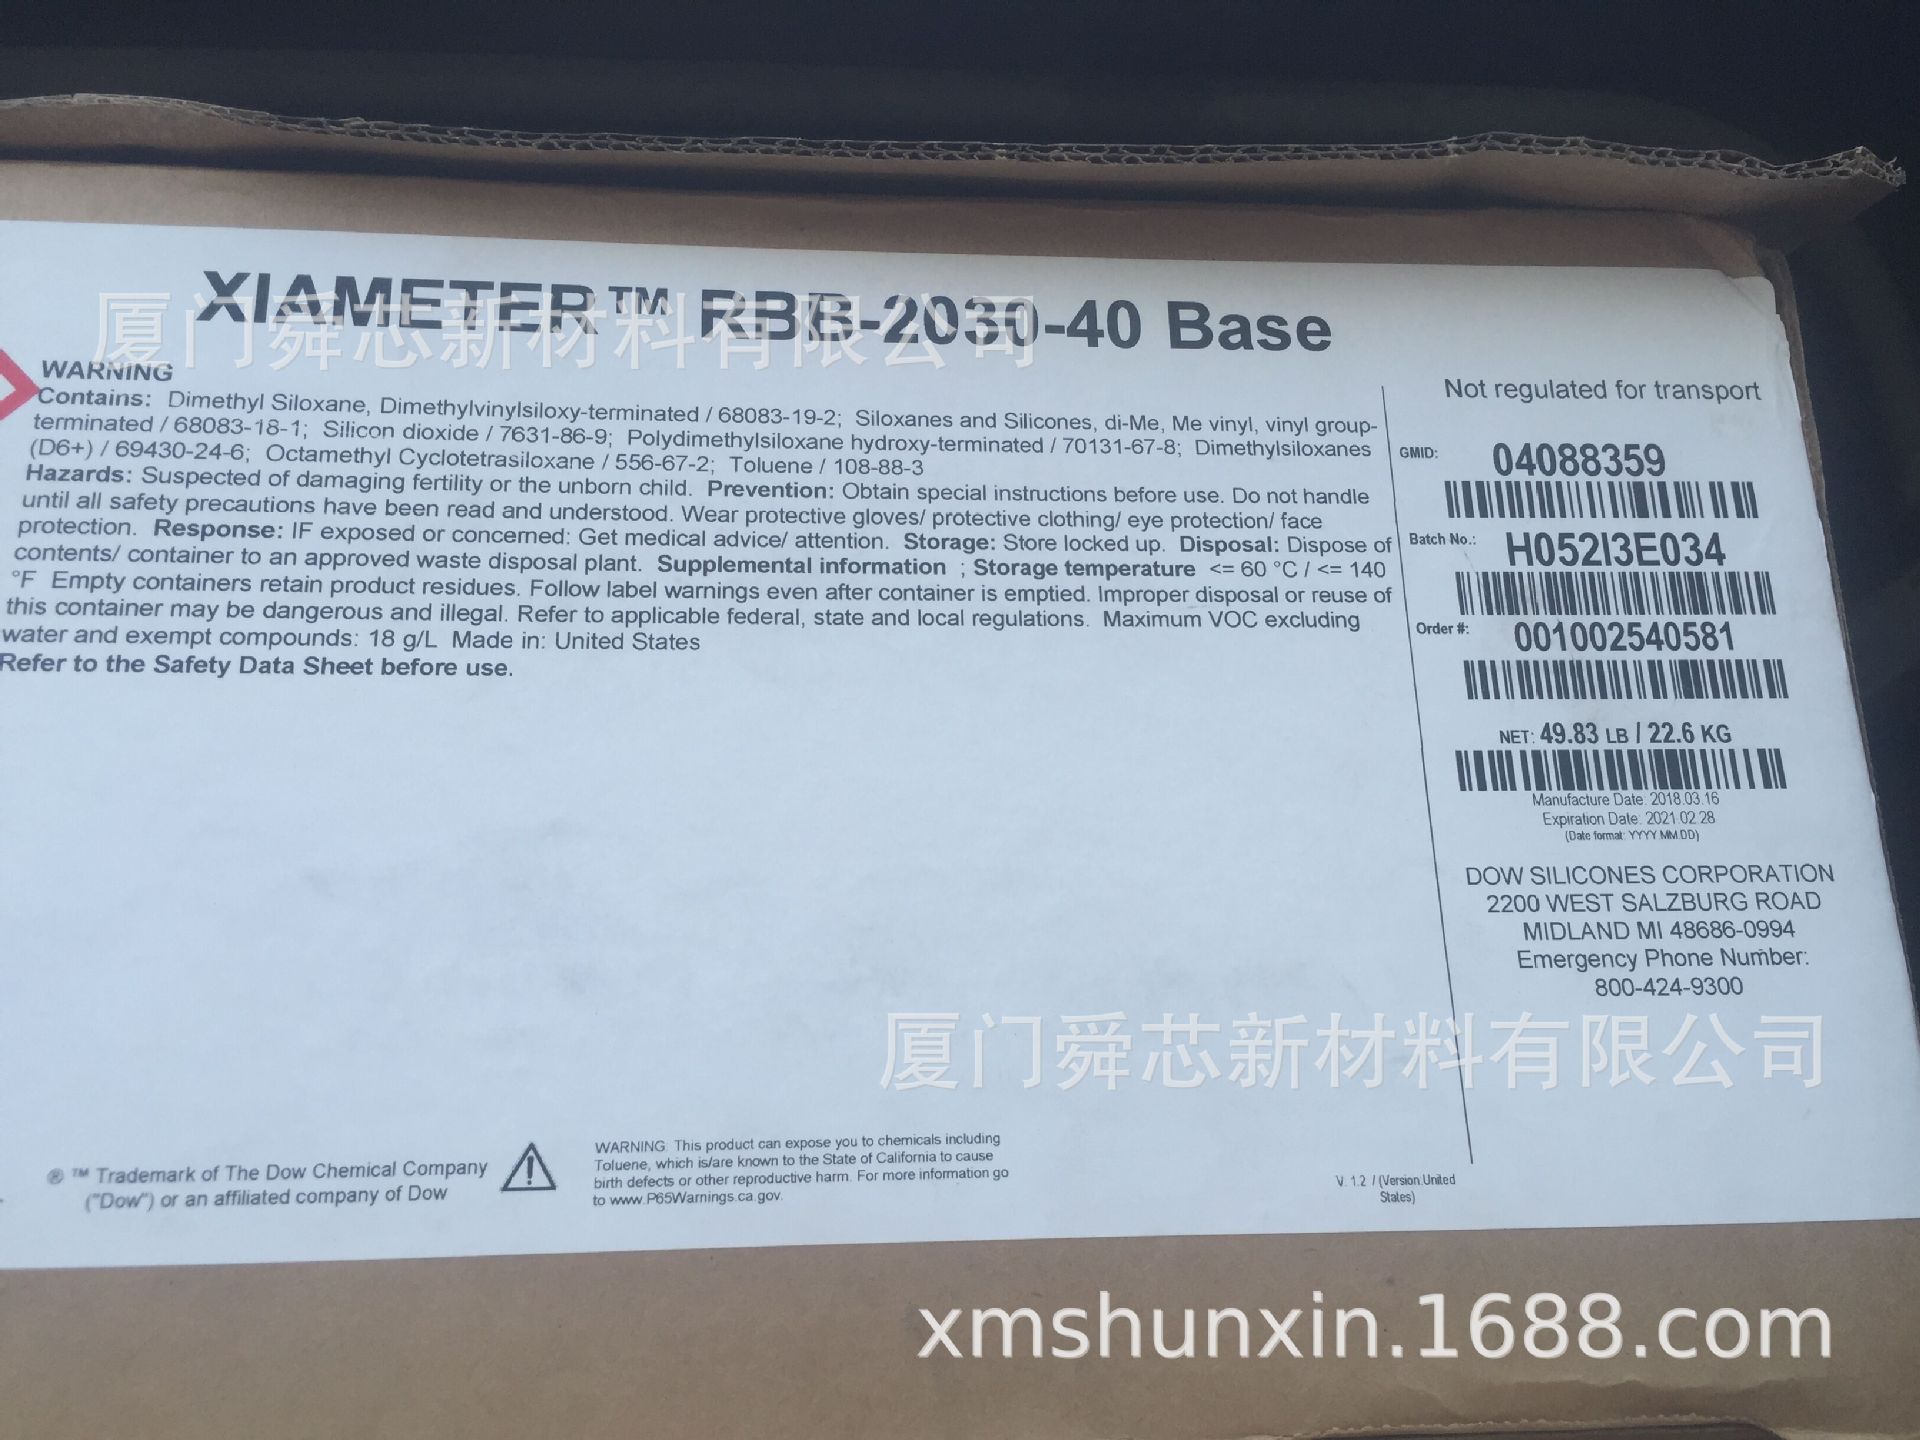 XIAMETER™ RBB-2030-40 Base
厦门舜芯新材料有限公司
WARNING
Contains: Dimethyl Siloxane, Dimethylvinylsiloxy-terminated / 68083-19-2; Siloxanes and Silicones, di-Me, Me vinyl, vinyl group-
terminated / 68083-18-1; Silicon dioxide / 7631-86-9; Polydimethylsiloxane hydroxy-terminated / 70131-67-8; Dimethylsiloxanes
(D6+) / 69430-24-6; Octamethyl Cyclotetrasiloxane / 556-67-2; Toluene / 108-88-3
Hazards: Suspected of damaging fertility or the unborn child. Prevention: Obtain special instructions before use. Do not handle
until all safety precautions have been read and understood. Wear protective gloves/ protective clothing/ eye protection/ face
protection. Response: IF exposed or concerned: Get medical advice/ attention. Storage: Store locked up. Disposal: Dispose of
contents/ container to an approved waste disposal plant. Supplemental information ; Storage temperature <= 60 °C / <= 140
°F Empty containers retain product residues. Follow label warnings even after container is emptied. Improper disposal or reuse of
this container may be dangerous and illegal. Refer to applicable federal, state and local regulations. Maximum VOC excluding
water and exempt compounds: 18 g/L Made in: United States
Refer to the Safety Data Sheet before use.
Not regulated for transport
GMID: 04088359
Batch No.: H052I3E034
Order #: 001002540581
NET: 49.83 LB / 22.6 KG
Manufacture Date: 2018.03.16
Expiration Date: 2021.02.28
(Date format: YYYY.MM.DD)
DOW SILICONES CORPORATION
2200 WEST SALZBURG ROAD
MIDLAND MI 48686-0994
Emergency Phone Number:
800-424-9300
厦门舜芯新材料有限公司
® ™ Trademark of The Dow Chemical Company
("Dow") or an affiliated company of Dow
WARNING: This product can expose you to chemicals including
Toluene, which is/are known to the State of California to cause
birth defects or other reproductive harm. For more information go
to www.P65Warnings.ca.gov.
V. 1.2 / (Version:United
States)
xmshunxin.1688.com